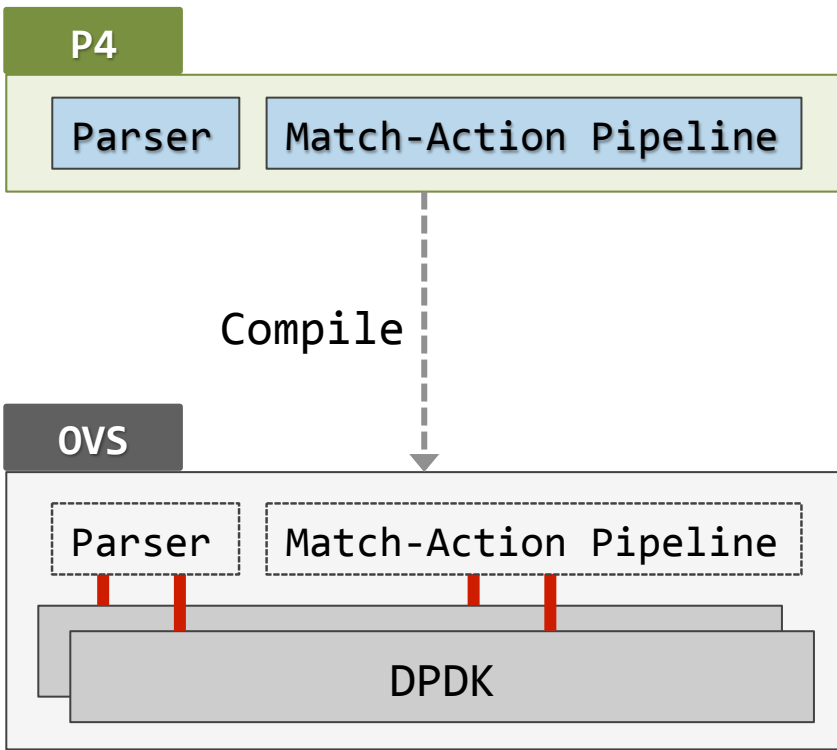 P4
Parser
Match-Action Pipeline
Compile
OVS
Parser
Match-Action Pipeline
DPDK